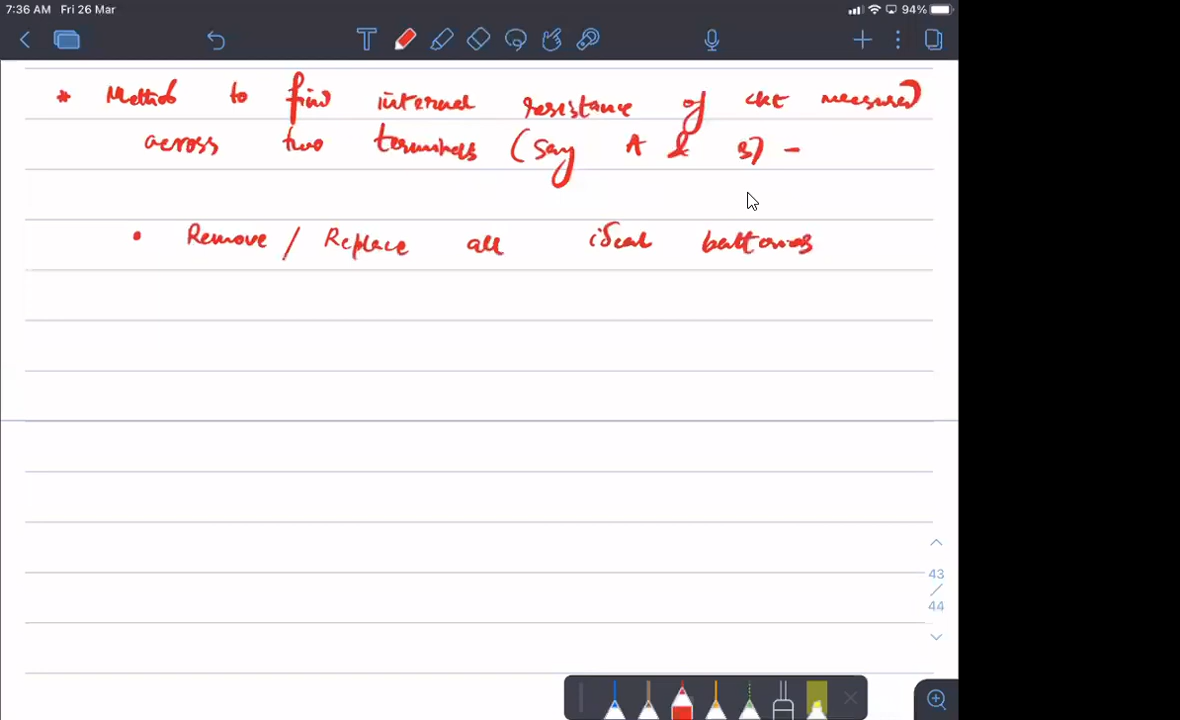 7:36 AM Fri 26 Mar 94%
* Method to find internal resistance of ckt measured
across two terminals (Say A & B) -
• Remove / Replace all ideal batteries
43
/
44